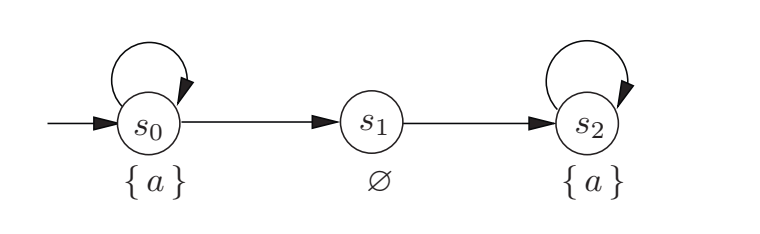 s₀ s₁ s₂
{ a } ∅ { a }